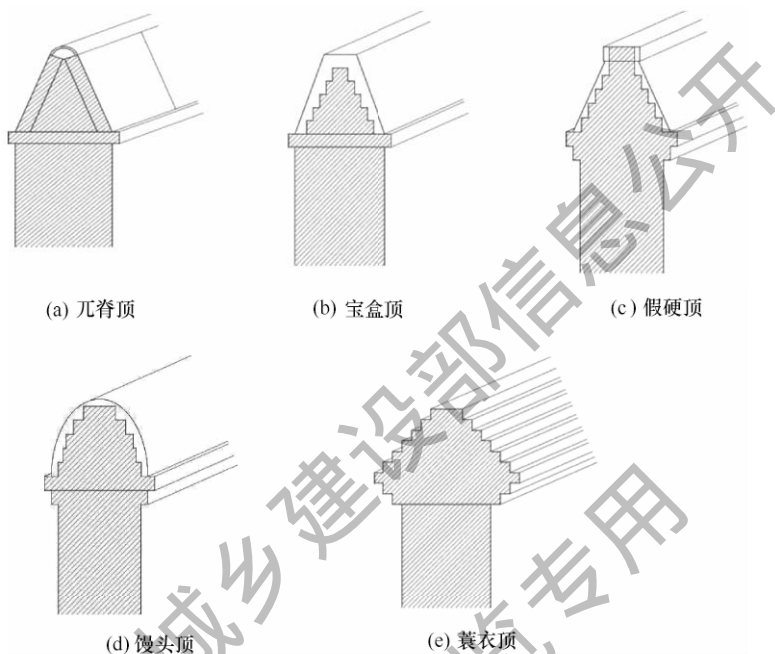 (a) 兀脊顶
(b) 宝盒顶
(c) 假硬顶
(d) 馒头顶
(e) 蓑衣顶
城乡建设部信息公开
览专用